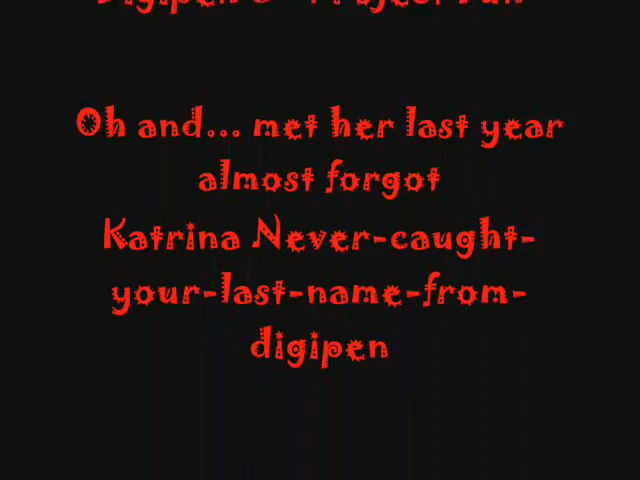 Oh and... met her last year
almost forgot
Katrina Never-caught-
your-last-name-from-
digipen